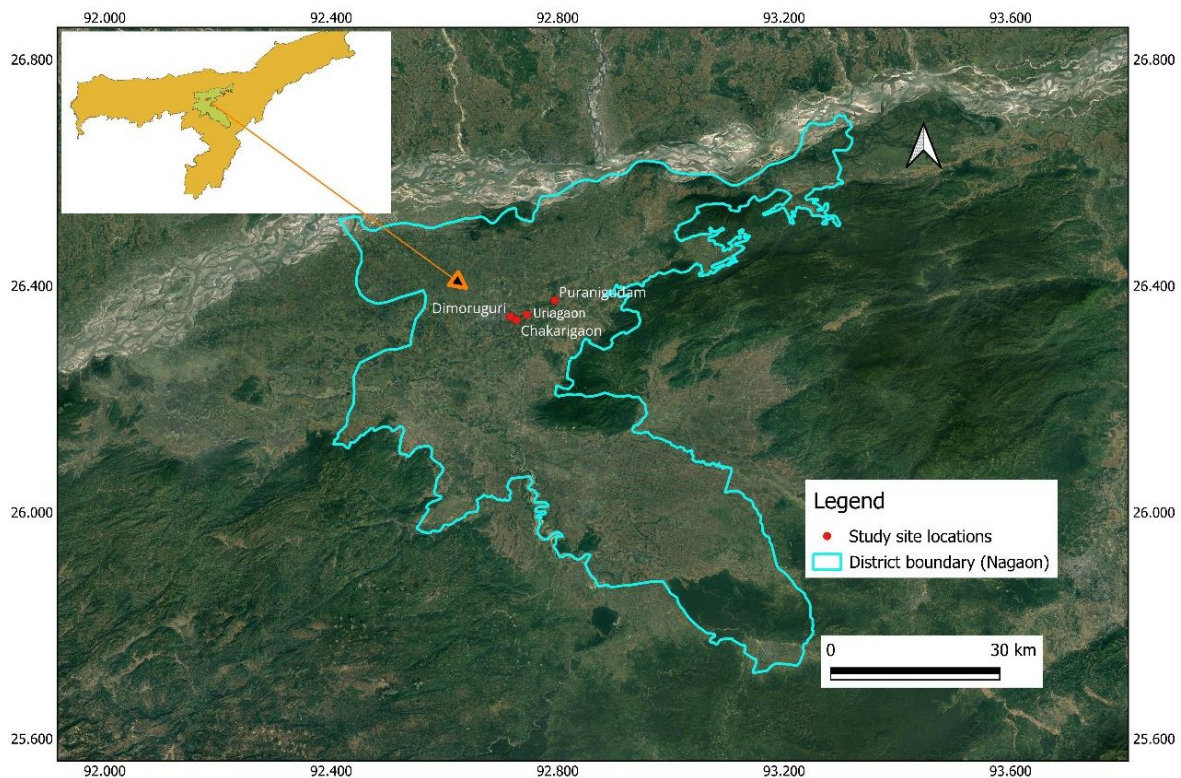 92.000 92.400 92.800 93.200 93.600
26.800 26.800
26.400 26.400
Puranigudam
Dimoruguri
Uriagaon
Chakarigaon
26.000 26.000
Legend
Study site locations
District boundary (Nagaon)
0 30 km
25.600 25.600
92.000 92.400 92.800 93.200 93.600